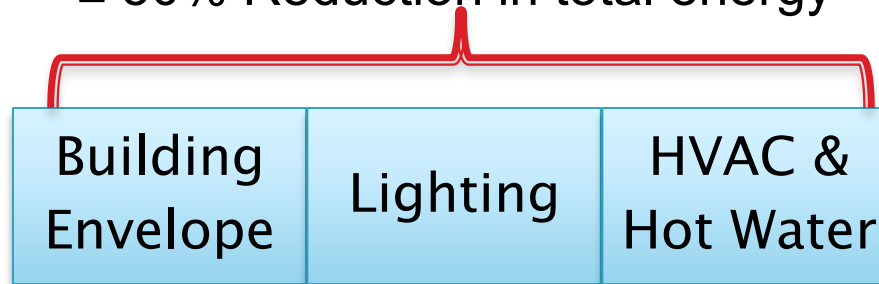 Reduction in total energy
Building
Envelope
Lighting
HVAC &
Hot Water